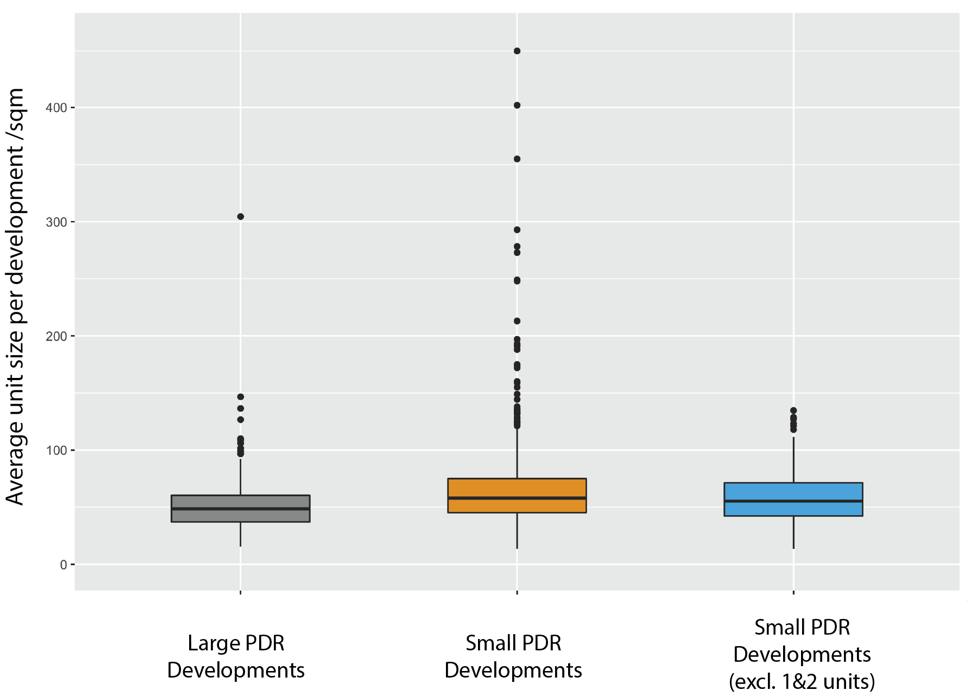 Average unit size per development /sqm
400
300
200
100
0
Large PDR
Developments
Small PDR
Developments
Small PDR
Developments
(excl. 1&2 units)